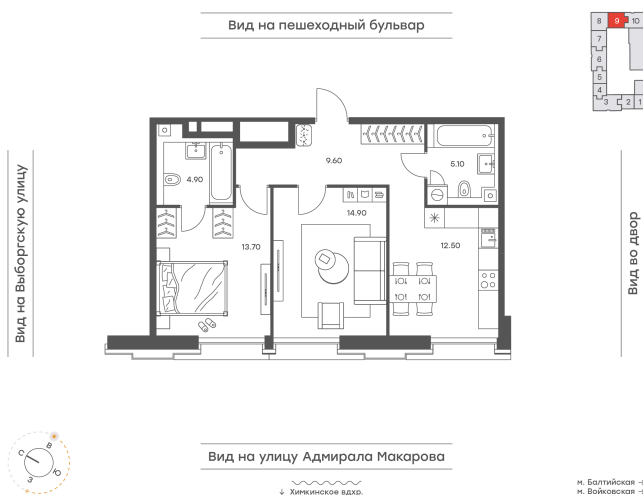 Вид на пешеходный бульвар
8 9 10
7
6
5
4
3 2 1
Вид на Выборгскую улицу
Вид во двор
9.60
5.10
4.90
14.90
13.70
12.50
С В
З Ю
Вид на улицу Адмирала Макарова
↓ Химкинское вдхр.
м. Балтийская →
м. Войковская →